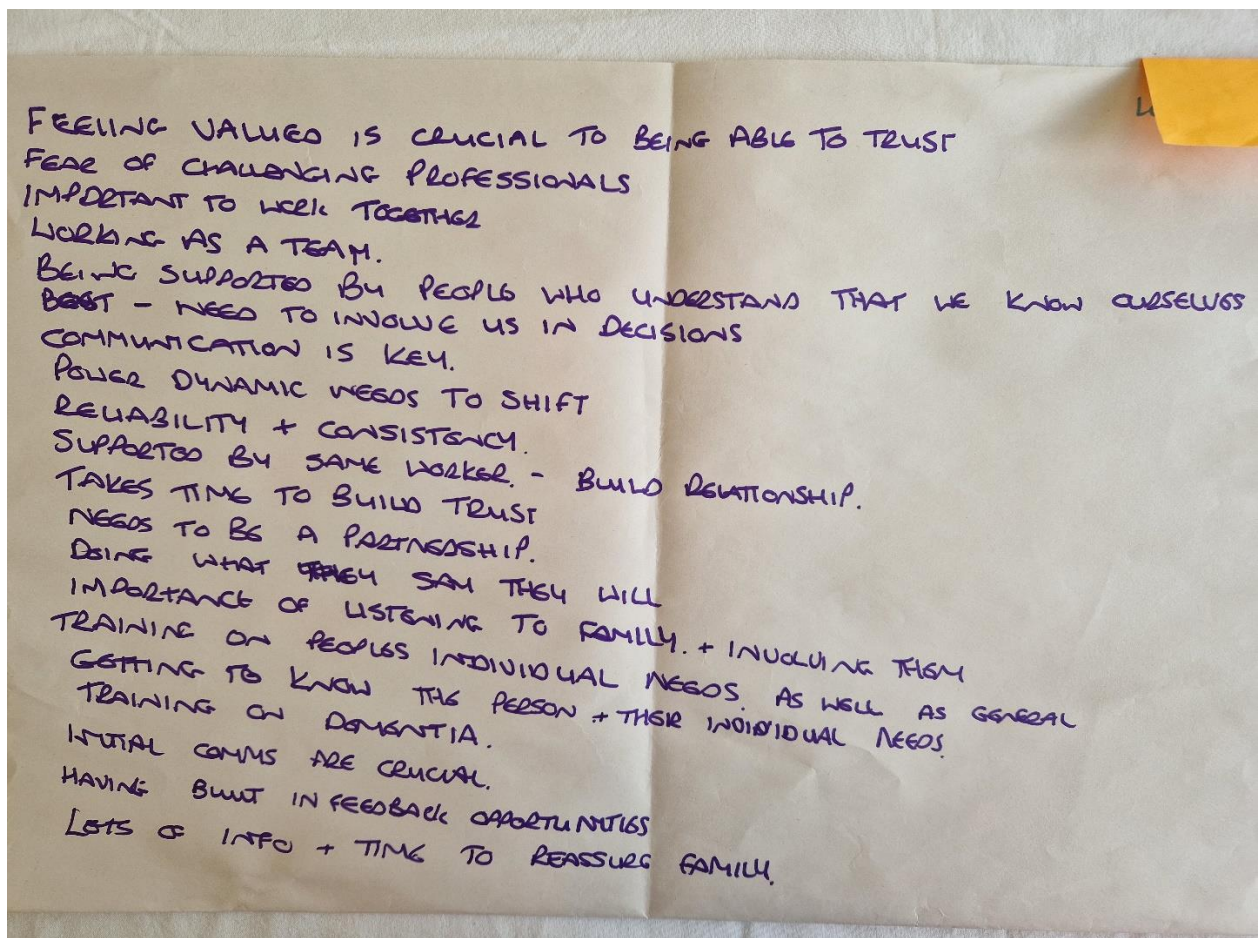 FEELING VALUED IS CRUCIAL TO BEING ABLE TO TRUST
FEAR OF CHALLENGING PROFESSIONALS
IMPORTANT TO WORK TOGETHER
WORKING AS A TEAM.
BEING SUPPORTED BY PEOPLE WHO UNDERSTAND THAT WE KNOW OURSELVES
BEST - NEED TO INVOLVE US IN DECISIONS
COMMUNICATION IS KEY.
POWER DYNAMIC NEEDS TO SHIFT
RELIABILITY + CONSISTENCY.
SUPPORTED BY SAME WORKER. - BUILD RELATIONSHIP.
TAKES TIME TO BUILD TRUST
NEEDS TO BE A PARTNERSHIP.
DOING WHAT THEY SAY THEY WILL
IMPORTANCE OF LISTENING TO FAMILY. + INVOLVING THEM
TRAINING ON PEOPLES INDIVIDUAL NEEDS. AS WELL AS GENERAL
GETTING TO KNOW THE PERSON + THEIR INDIVIDUAL NEEDS.
TRAINING ON DEMENTIA.
INITIAL COMMS ARE CRUCIAL.
HAVING BUILT IN FEEDBACK OPPORTUNITIES
LOTS OF INFO + TIME TO REASSURE FAMILY.